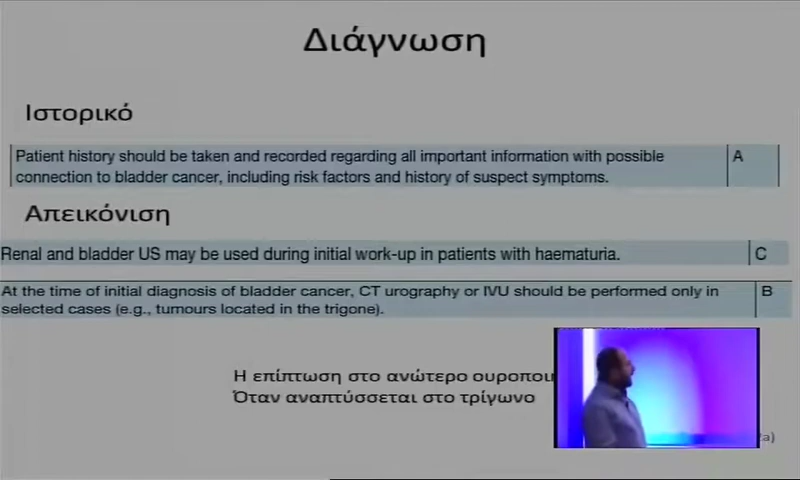 Διάγνωση
Ιστορικό
Patient history should be taken and recorded regarding all important information with possible A
connection to bladder cancer, including risk factors and history of suspect symptoms.
Απεικόνιση
Renal and bladder US may be used during initial work-up in patients with haematuria. C
At the time of initial diagnosis of bladder cancer, CT urography or IVU should be performed only in B
selected cases (e.g., tumours located in the trigone).
Η επίπτωση στο ανώτερο
Όταν αναπτύσσεται στο τρίγωνο